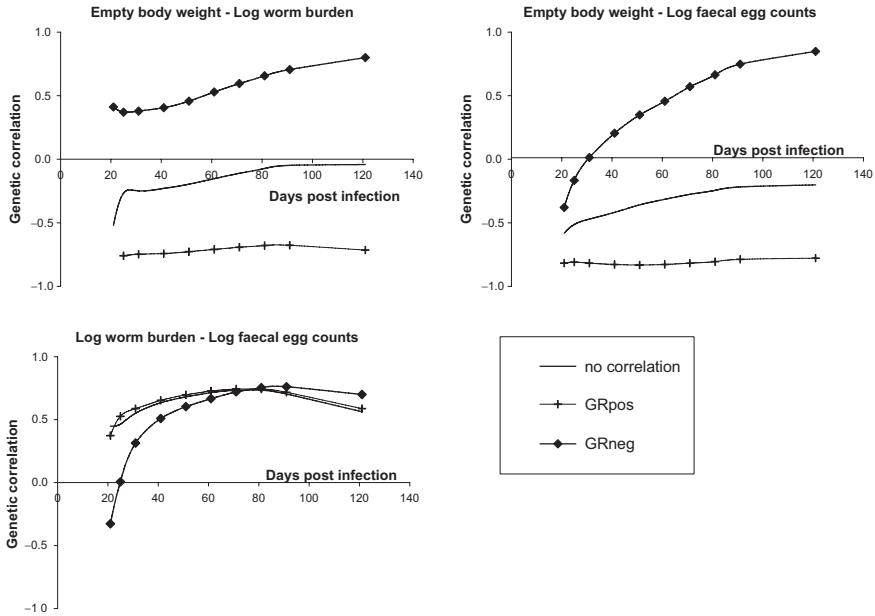 Empty body weight - Log worm burden
1.0
0.5
0.0
−0.5
−1.0
0 20 40 60 80 100 120 140
Genetic correlation
Days post infection
Empty body weight - Log faecal egg counts
1.0
0.5
0.0
−0.5
−1.0
0 20 40 60 80 100 120 140
Genetic correlation
Days post infection
Log worm burden - Log faecal egg counts
1.0
0.5
0.0
−0.5
−1 0
0 20 40 60 80 100 120 140
Genetic correlation
Days post infection
no correlation
GRpos
GRneg